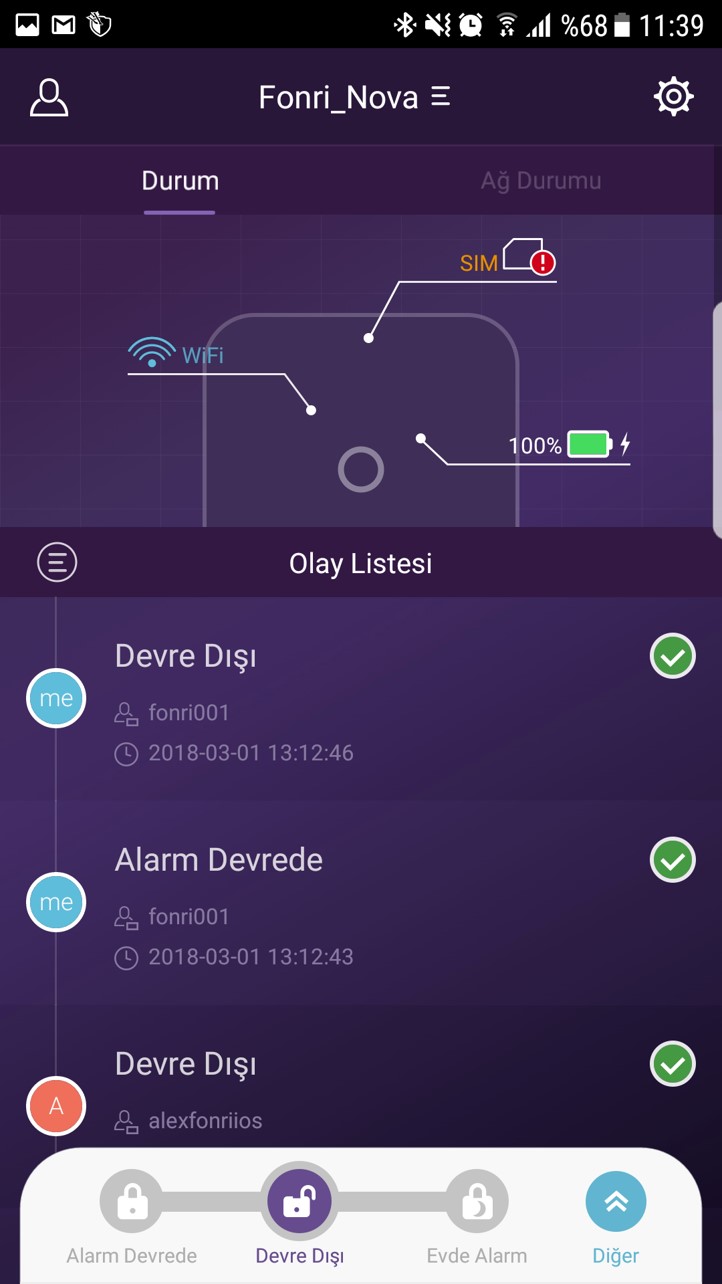 %68 11:39
Fonri_Nova
Durum Ağ Durumu
SIM
WiFi
100%
Olay Listesi
Devre Dışı
me
fonri001
2018-03-01 13:12:46
Alarm Devrede
me
fonri001
2018-03-01 13:12:43
Devre Dışı
A
alexfonriios
Alarm Devrede Devre Dışı Evde Alarm Diğer